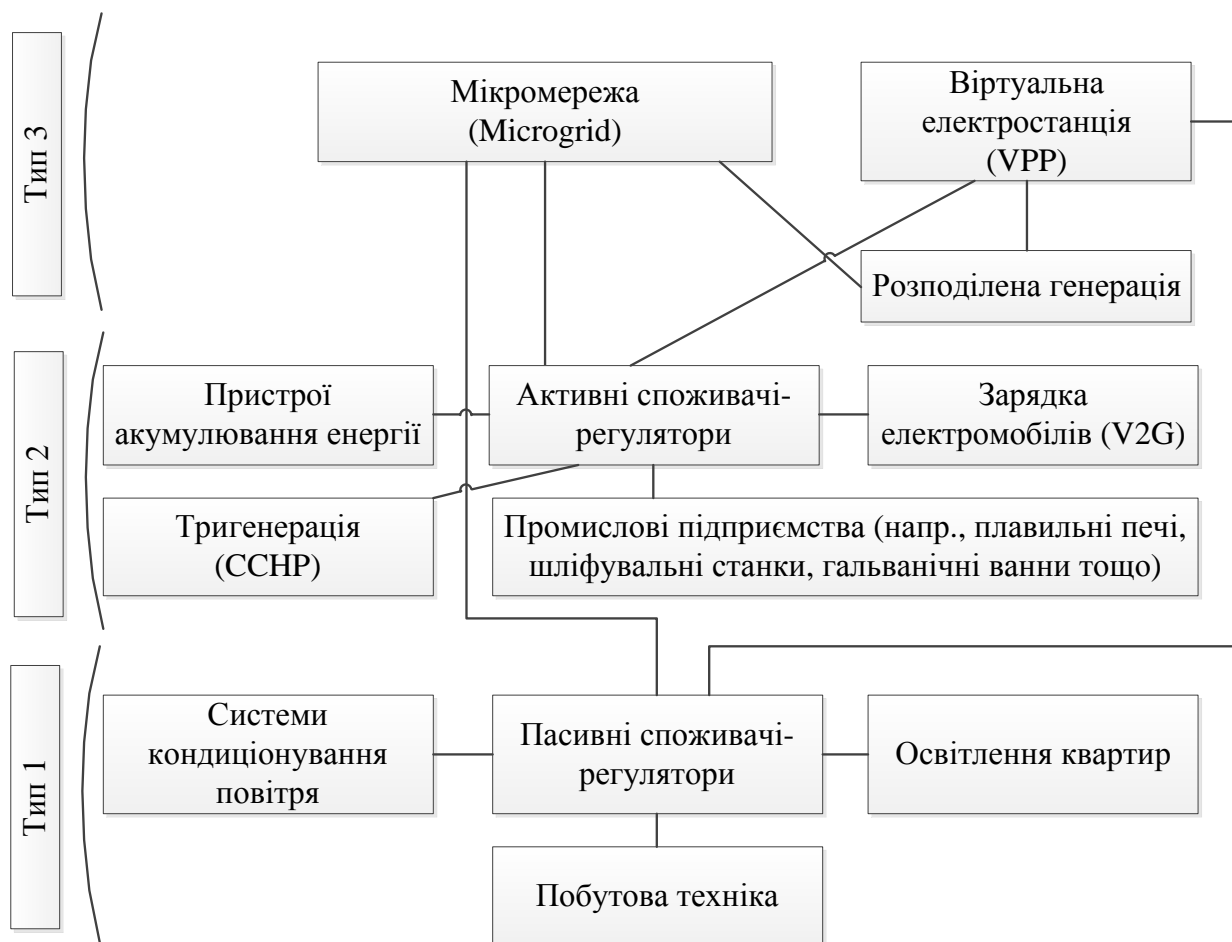 Тип 3
Мікромережа
(Microgrid)
Віртуальна
електростанція
(VPP)
Розподілена генерація
Тип 2
Пристрої
акумулювання енергії
Активні споживачі-
регулятори
Зарядка
електромобілів (V2G)
Тригенерація
(CCHP)
Промислові підприємства (напр., плавильні печі,
шліфувальні станки, гальванічні ванни тощо)
Тип 1
Системи
кондиціонування
повітря
Пасивні споживачі-
регулятори
Освітлення квартир
Побутова техніка